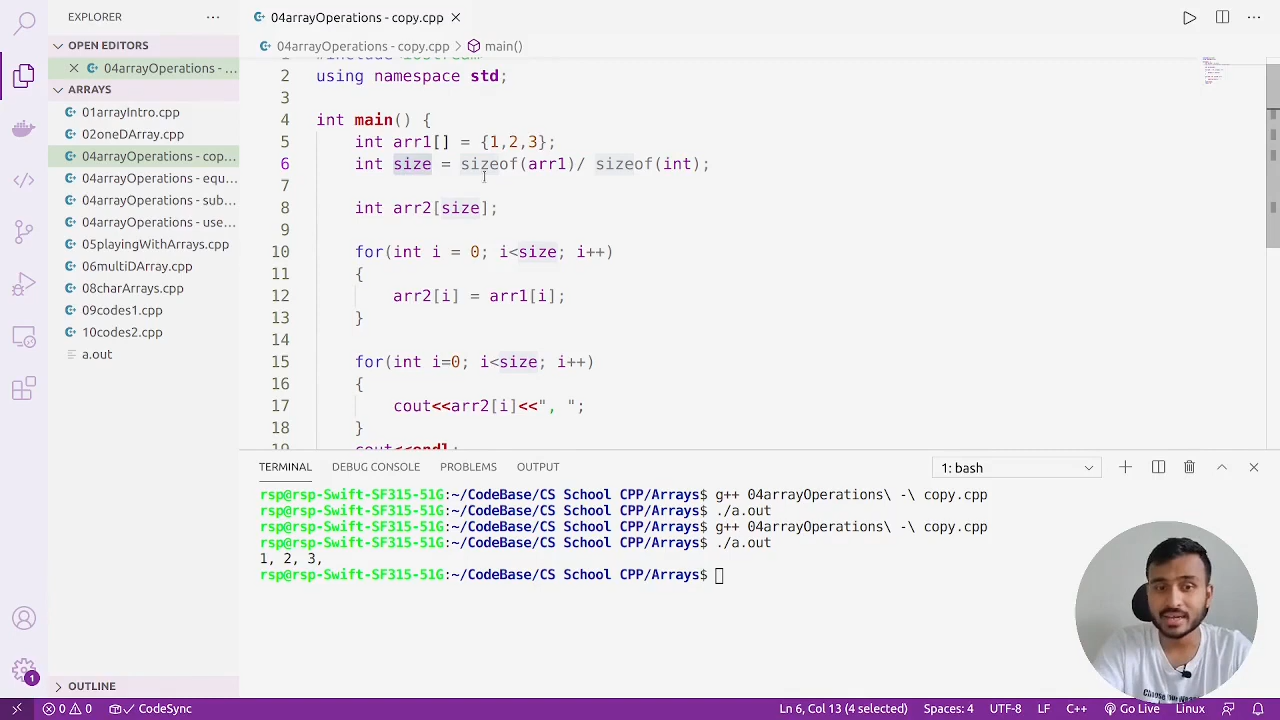 EXPLORER
04arrayOperations - copy.cpp
OPEN EDITORS
04arrayOperations - ...
ARRAYS
01arrayIntro.cpp
02oneDArray.cpp
04arrayOperations - cop...
04arrayOperations - equ...
04arrayOperations - sub...
04arrayOperations - use...
05playingWithArrays.cpp
06multiDArray.cpp
08charArrays.cpp
09codes1.cpp
10codes2.cpp
a.out
OUTLINE
04arrayOperations - copy.cpp > main()
1 #include<iostream>
2 using namespace std;
3
4 int main() {
5 int arr1[] = {1,2,3};
6 int size = sizeof(arr1)/ sizeof(int);
7
8 int arr2[size];
9
10 for(int i = 0; i<size; i++)
11 {
12 arr2[i] = arr1[i];
13 }
14
15 for(int i=0; i<size; i++)
16 {
17 cout<<arr2[i]<<", ";
18 }
19 cout<<endl;
TERMINAL DEBUG CONSOLE PROBLEMS OUTPUT 1: bash
rsp@rsp-Swift-SF315-51G:~/CodeBase/CS School CPP/Arrays$ g++ 04arrayOperations\ -\ copy.cpp
rsp@rsp-Swift-SF315-51G:~/CodeBase/CS School CPP/Arrays$ ./a.out
rsp@rsp-Swift-SF315-51G:~/CodeBase/CS School CPP/Arrays$ g++ 04arrayOperations\ -\ copy.cpp
rsp@rsp-Swift-SF315-51G:~/CodeBase/CS School CPP/Arrays$ ./a.out
1, 2, 3,
rsp@rsp-Swift-SF315-51G:~/CodeBase/CS School CPP/Arrays$
1
0 0 CodeSync Ln 6, Col 13 (4 selected) Spaces: 4 UTF-8 LF C++ Go Live Linux